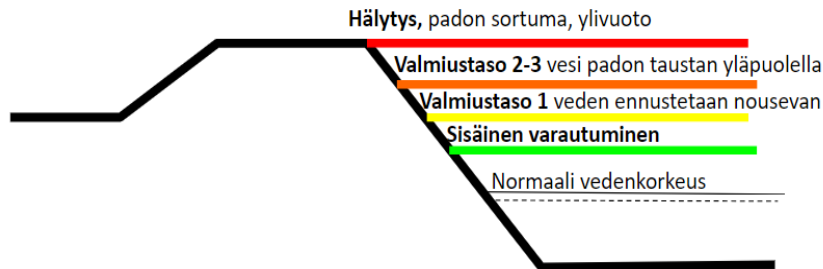 Hälytys, padon sortuma, ylivuoto
Valmiustaso 2-3 vesi padon taustan yläpuolella
Valmiustaso 1 veden ennustetaan nousevan
Sisäinen varautuminen
Normaali vedenkorkeus